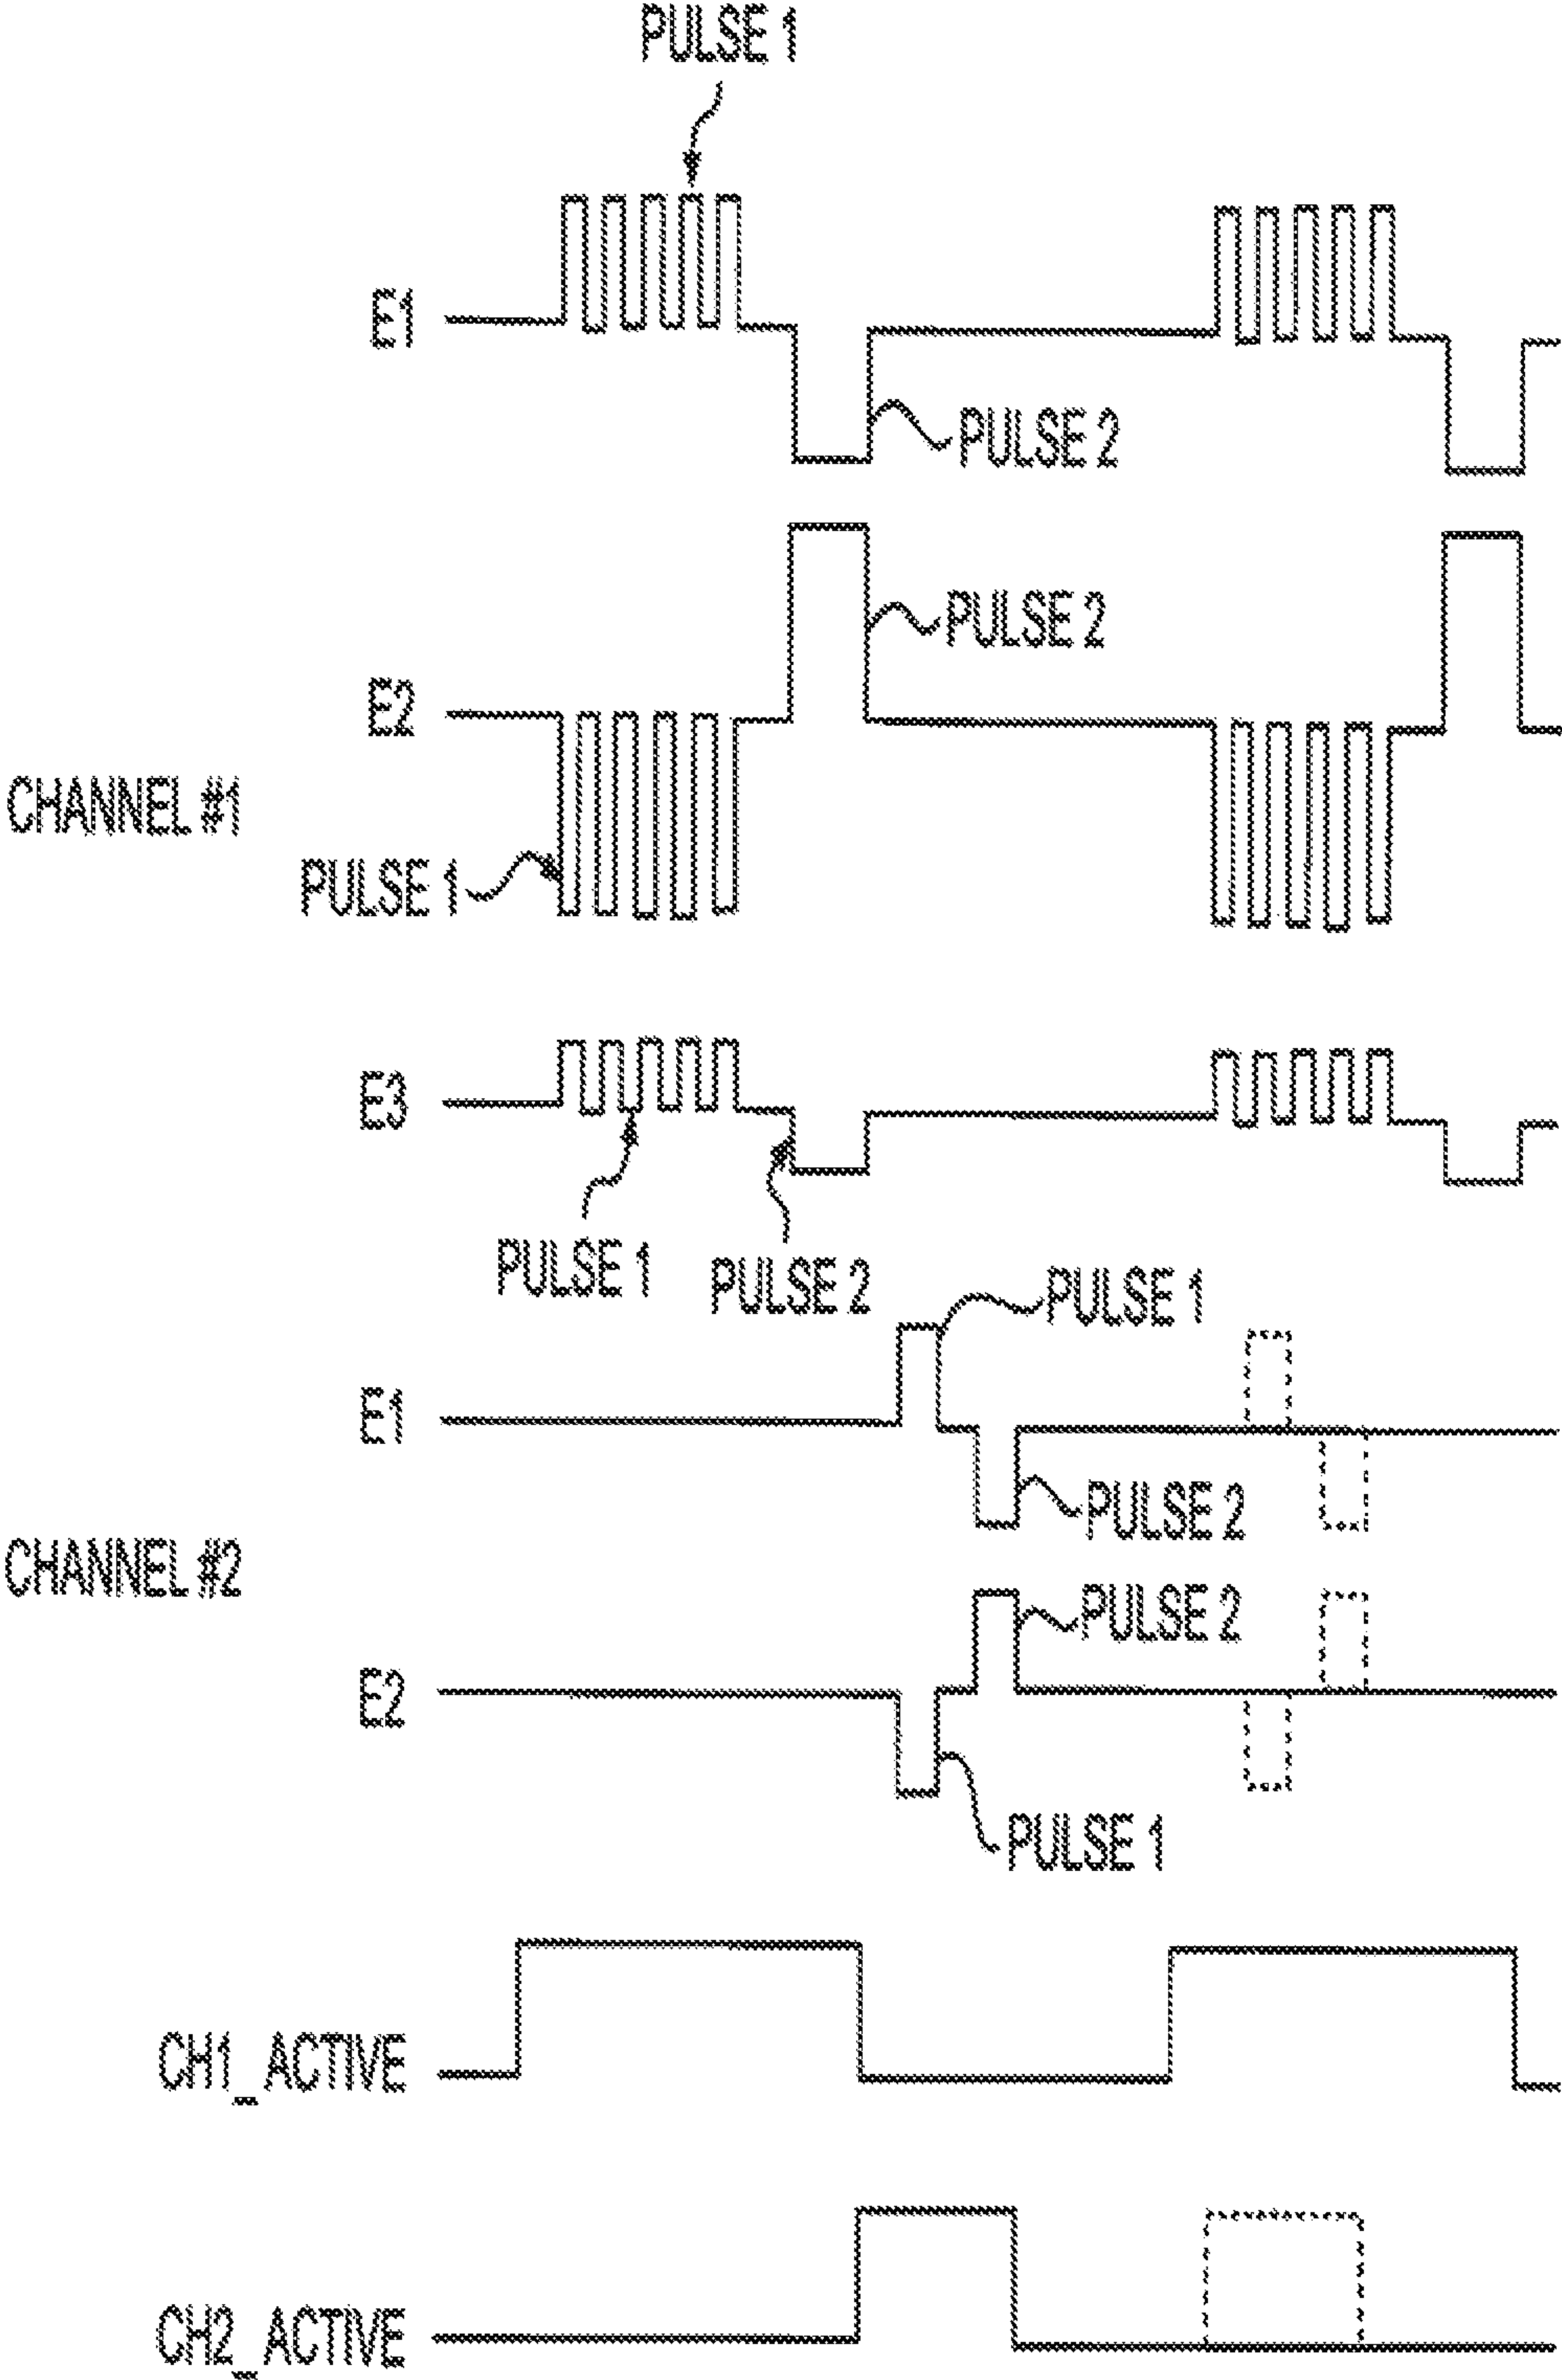 PULSE 1
E1
PULSE 2
PULSE 2
E2
CHANNEL #1
PULSE 1
E3
PULSE 1
PULSE 2
PULSE 1
E1
PULSE 2
CHANNEL #2
PULSE 2
E2
PULSE 1
CH1_ACTIVE
CH2_ACTIVE